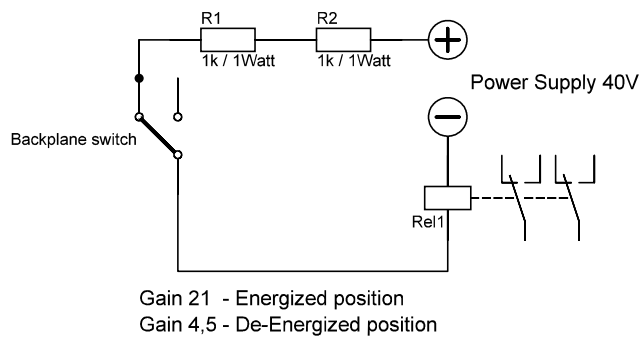 R1
R2
1k / 1Watt
1k / 1Watt
Power Supply 40V
Backplane switch
Rel1
Gain 21 - Energized position
Gain 4,5 - De-Energized position